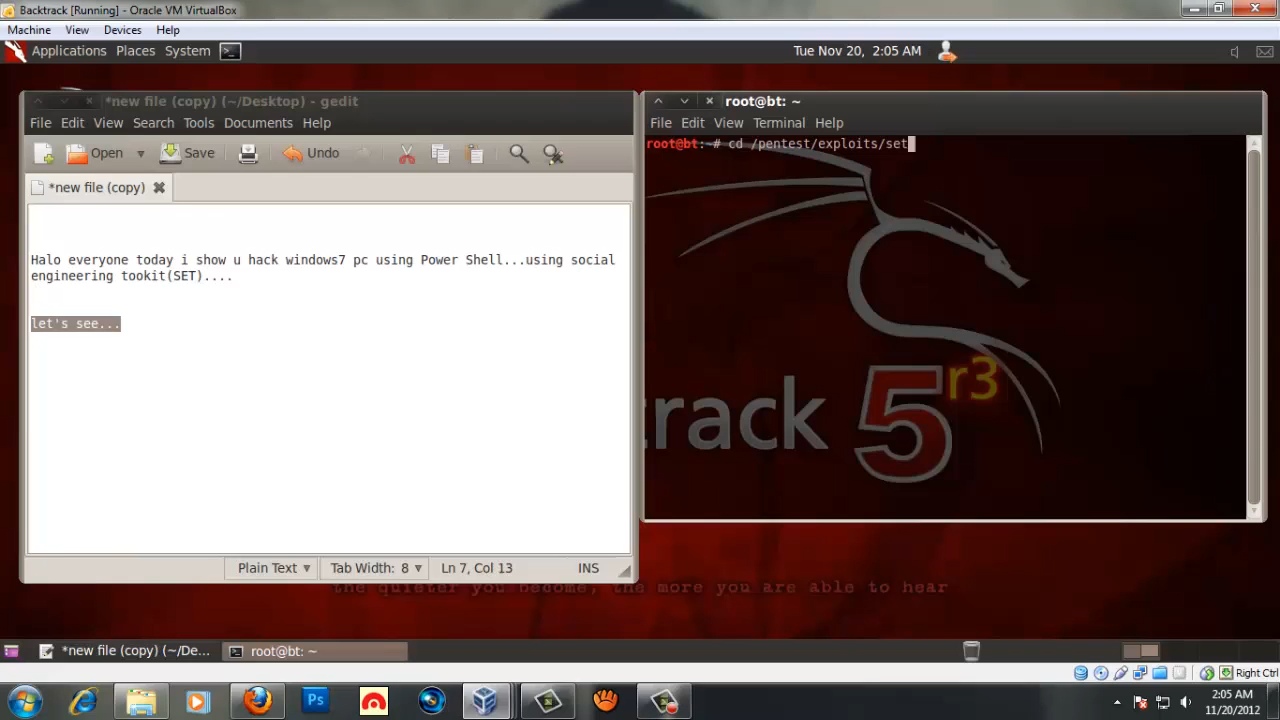 Backtrack [Running] - Oracle VM VirtualBox
Machine View Devices Help
Applications Places System Tue Nov 20, 2:05 AM
*new file (copy) (~/Desktop) - gedit
File Edit View Search Tools Documents Help
Open Save Undo
*new file (copy)
Halo everyone today i show u hack windows7 pc using Power Shell...using social
engineering tookit(SET)....
let's see...
Plain Text Tab Width: 8 Ln 7, Col 13 INS
root@bt: ~
File Edit View Terminal Help
root@bt:~# cd /pentest/exploits/set
track 5 r3
the quieter you become, the more you are able to hear
*new file (copy) (~/De... root@bt: ~
Right Ctrl
Ps
2:05 AM
11/20/2012